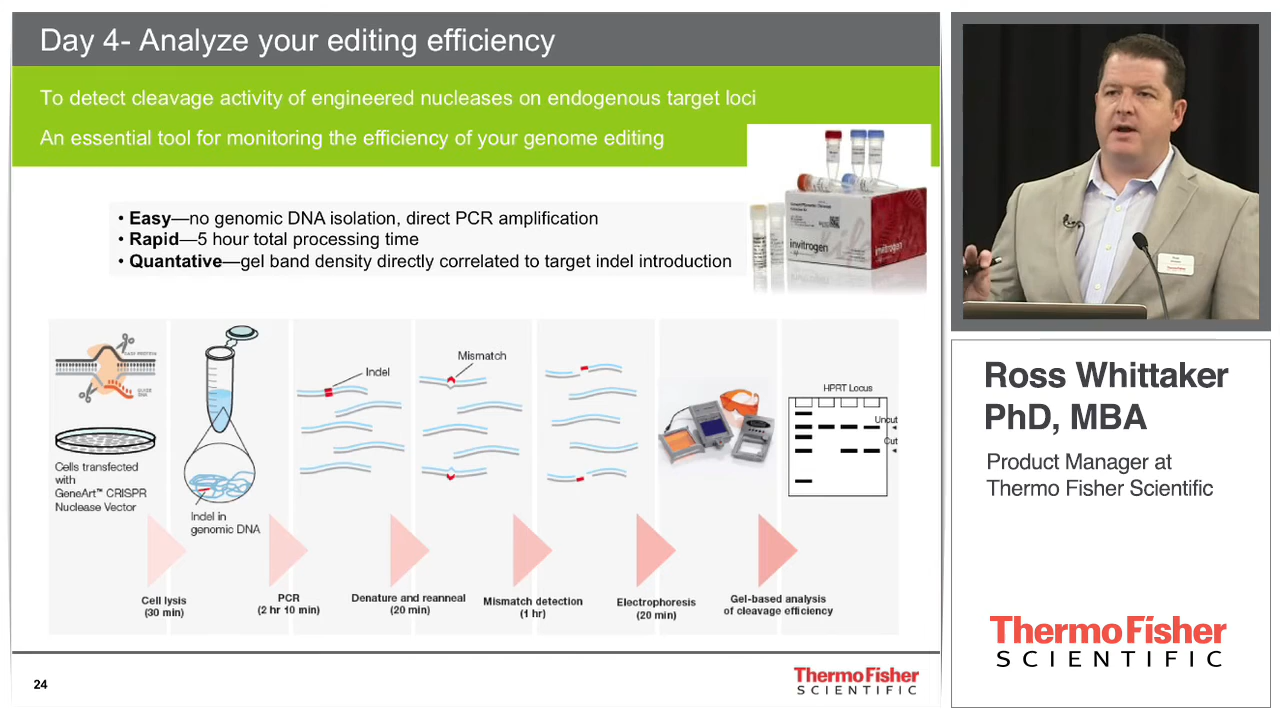 Day 4- Analyze your editing efficiency
To detect cleavage activity of engineered nucleases on endogenous target loci
An essential tool for monitoring the efficiency of your genome editing
• Easy—no genomic DNA isolation, direct PCR amplification
• Rapid—5 hour total processing time
• Quantative—gel band density directly correlated to target indel introduction
invitrogen
invitrogen
Cells transfected
with
GeneArt™ CRISPR
Nuclease Vector
Indel in
genomic DNA
Indel
Mismatch
HPRT Locus
Uncut
Cut
Cell lysis
(30 min)
PCR
(2 hr 10 min)
Denature and reanneal
(20 min)
Mismatch detection
(1 hr)
Electrophoresis
(20 min)
Gel-based analysis
of cleavage efficiency
24
ThermoFisher
SCIENTIFIC
Ross Whittaker
PhD, MBA
Product Manager at
Thermo Fisher Scientific
ThermoFisher
SCIENTIFIC